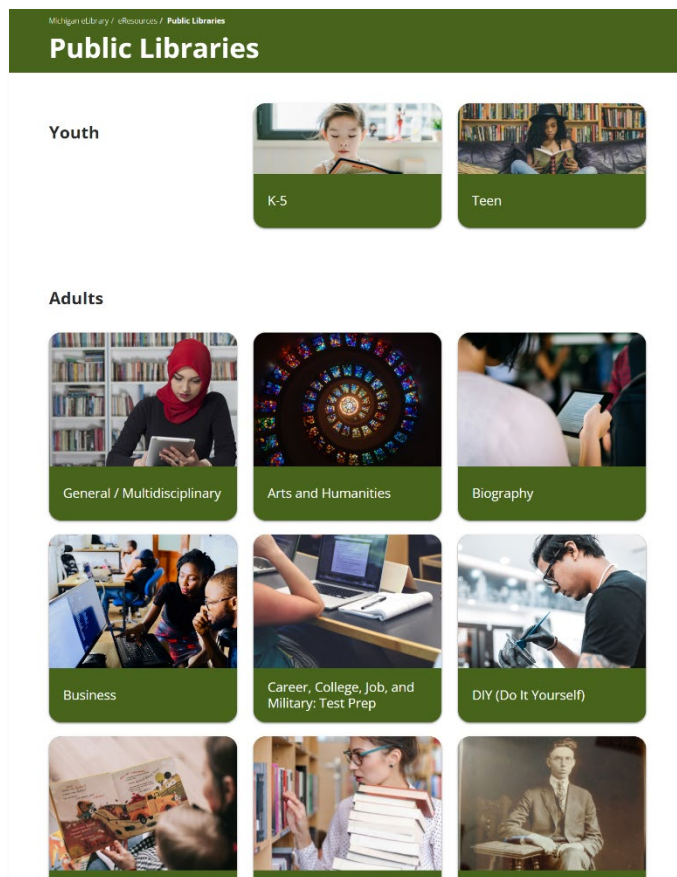 Michigan eLibrary / eResources / Public Libraries
Public Libraries
Youth
K-5
Teen
Adults
General / Multidisciplinary
Arts and Humanities
Biography
Business
Career, College, Job, and
Military: Test Prep
DIY (Do It Yourself)